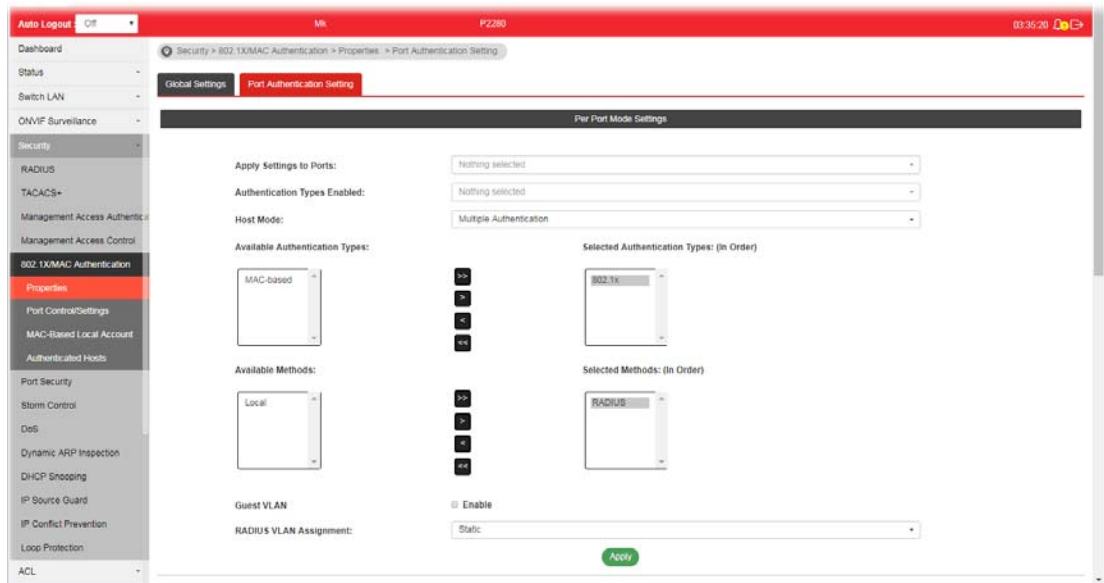 Auto Logout : Off Mk P2280 03:35:20
Dashboard
Status
Switch LAN
ONVIF Surveillance
Security
RADIUS
TACACS+
Management Access Authentica
Management Access Control
802.1X/MAC Authentication
Properties
Port Control/Settings
MAC-Based Local Account
Authenticated Hosts
Port Security
Storm Control
DoS
Dynamic ARP Inspection
DHCP Snooping
IP Source Guard
IP Conflict Prevention
Loop Protection
ACL
Security > 802.1X/MAC Authentication > Properties > Port Authentication Setting
Global Settings Port Authentication Setting
Per Port Mode Settings
Apply Settings to Ports: Nothing selected
Authentication Types Enabled: Nothing selected
Host Mode: Multiple Authentication
Available Authentication Types: Selected Authentication Types: (In Order)
MAC-based >> 802.1x
>
<
<<
Available Methods: Selected Methods: (In Order)
Local >> RADIUS
>
<
<<
Guest VLAN Enable
RADIUS VLAN Assignment: Static
Apply